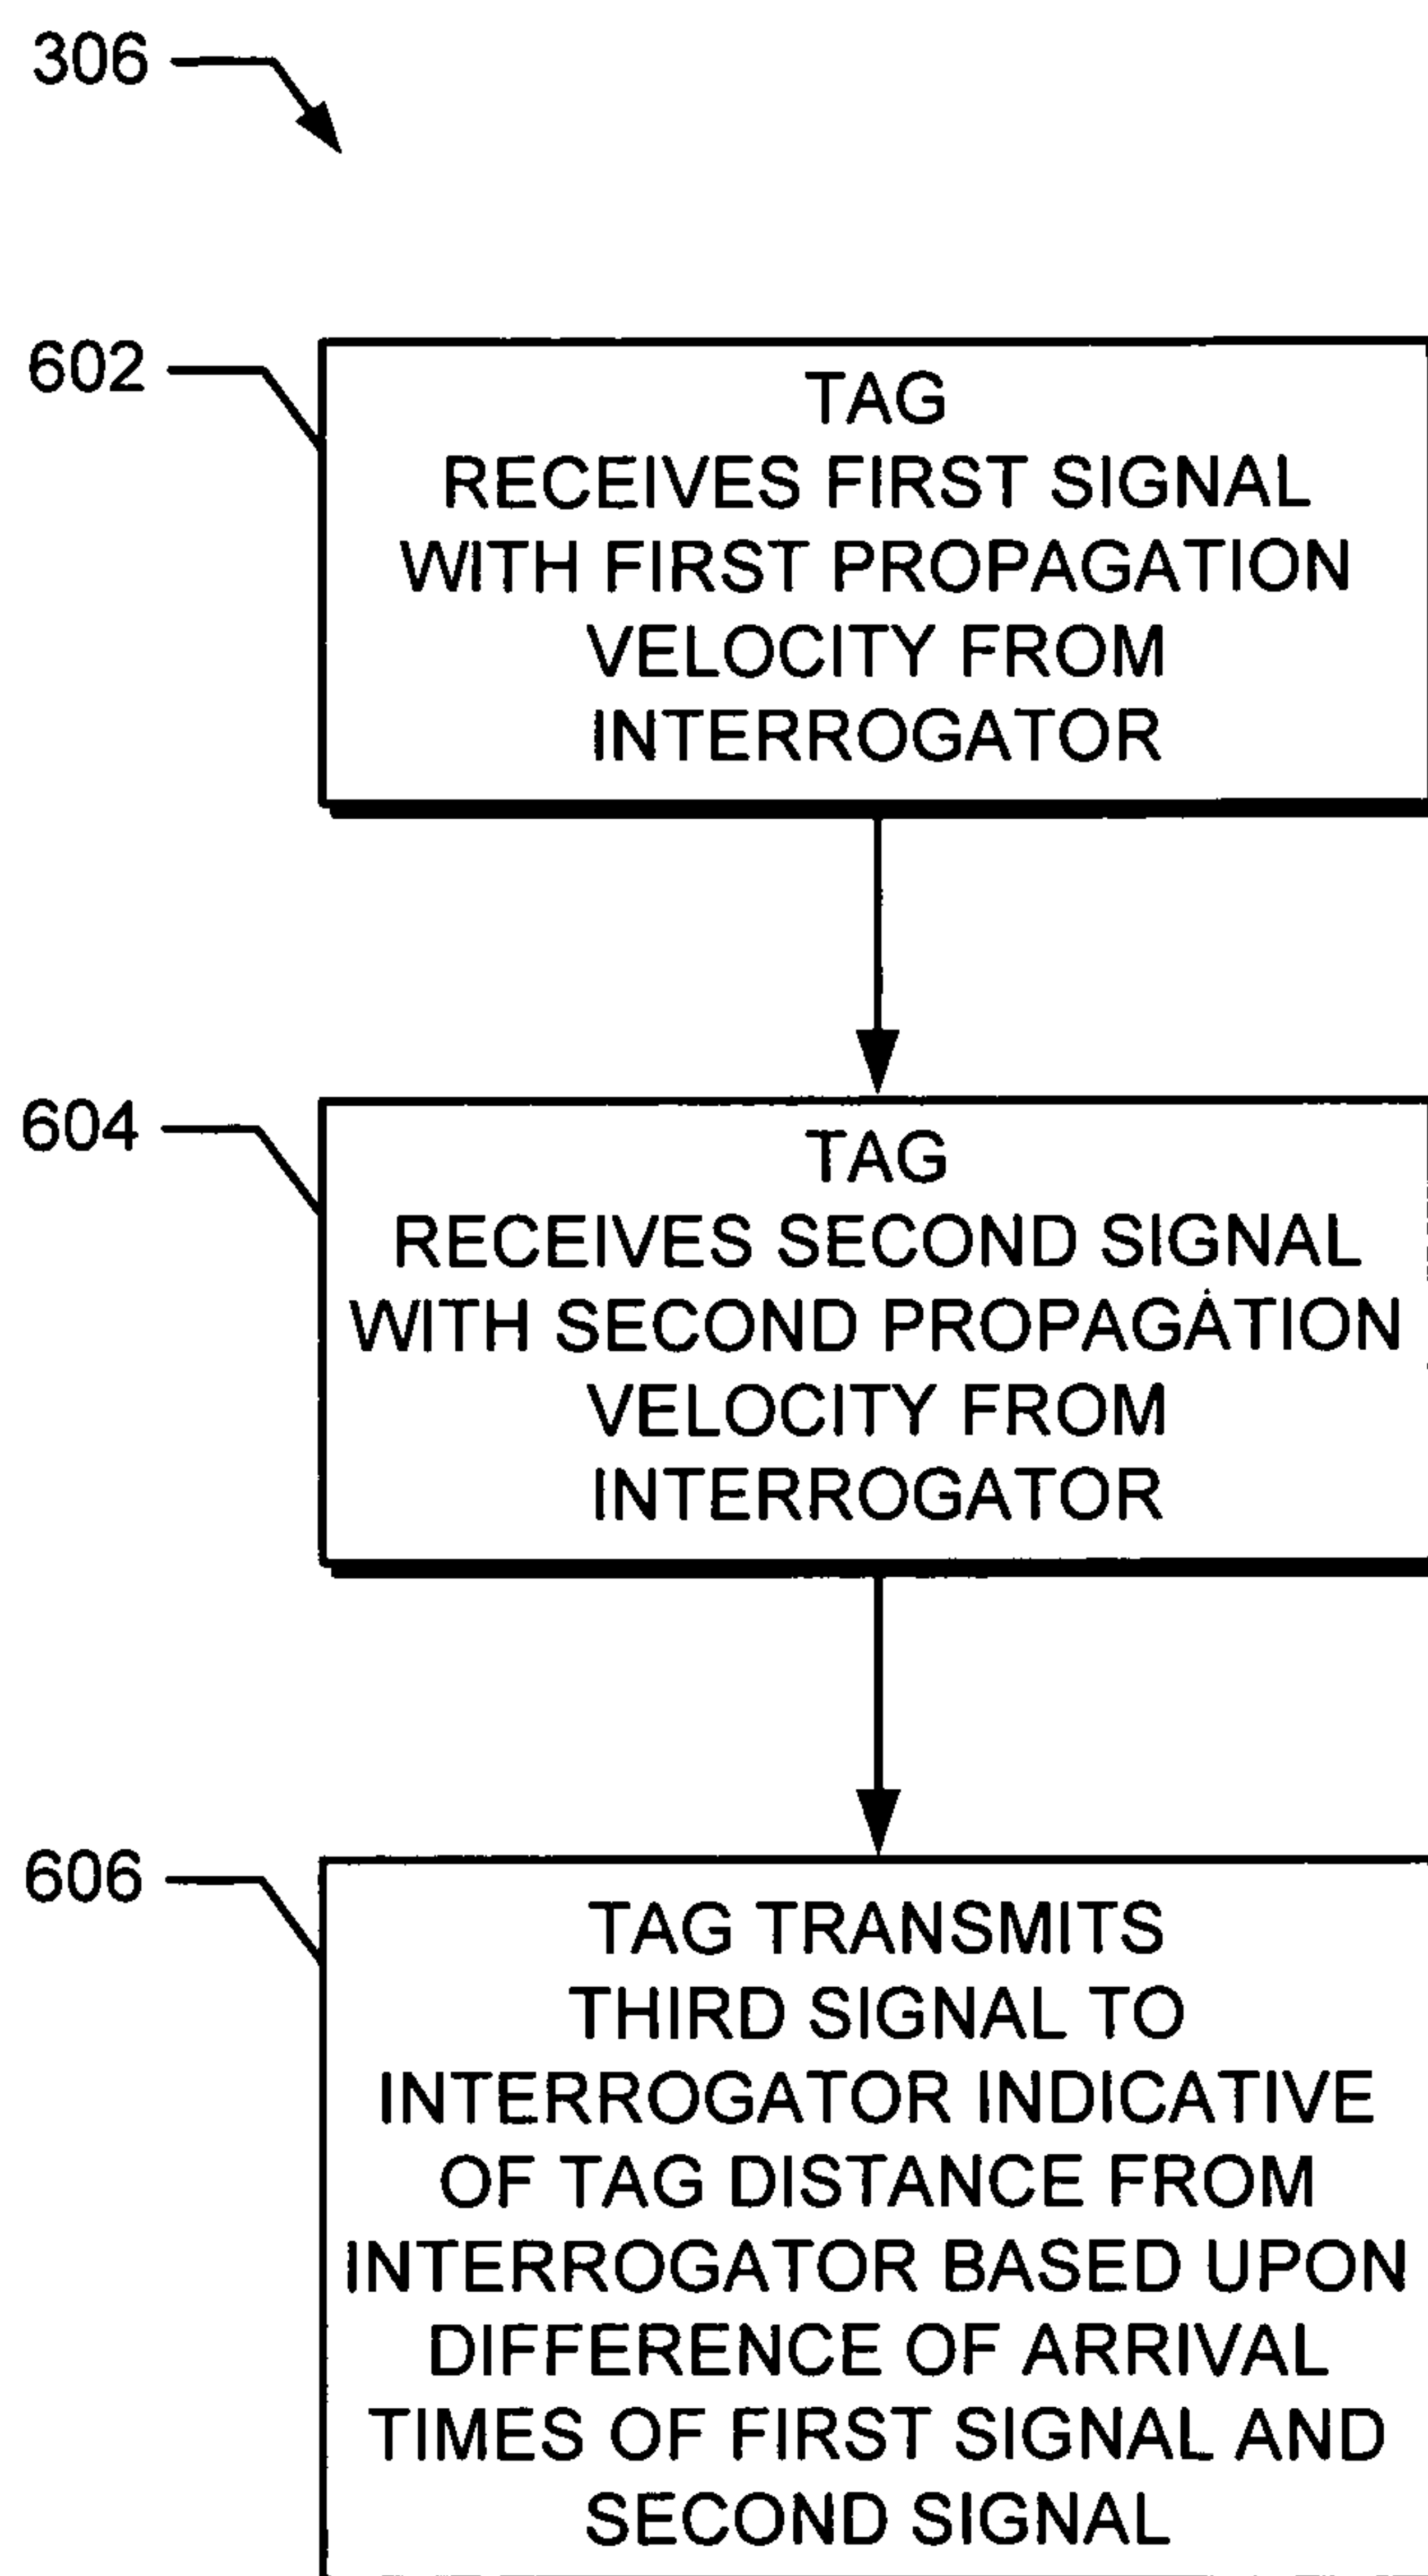 306
602
TAG
RECEIVES FIRST SIGNAL
WITH FIRST PROPAGATION
VELOCITY FROM
INTERROGATOR
604
TAG
RECEIVES SECOND SIGNAL
WITH SECOND PROPAGATION
VELOCITY FROM
INTERROGATOR
606
TAG TRANSMITS
THIRD SIGNAL TO
INTERROGATOR INDICATIVE
OF TAG DISTANCE FROM
INTERROGATOR BASED UPON
DIFFERENCE OF ARRIVAL
TIMES OF FIRST SIGNAL AND
SECOND SIGNAL